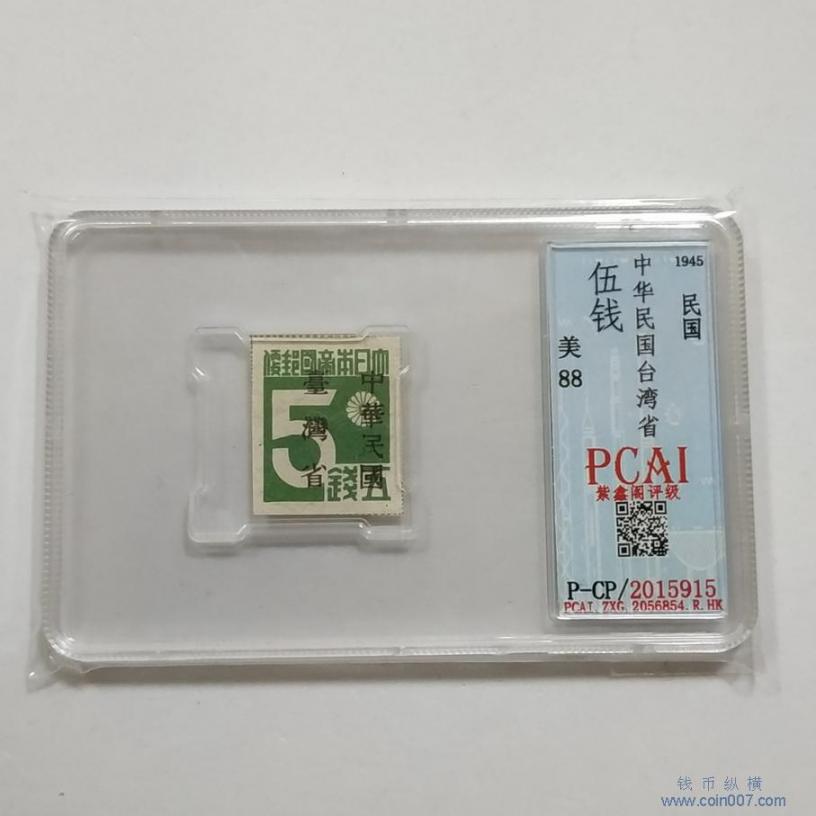 大日本帝國郵便
5
五錢
中華民國
臺灣省
1945
民国
中华民国台湾省
伍钱
美
88
PCAI
紫鑫阁评级
P-CP/2015915
PCAI.ZXG.2056854.R.HK
钱币纵横
www.coin007.com